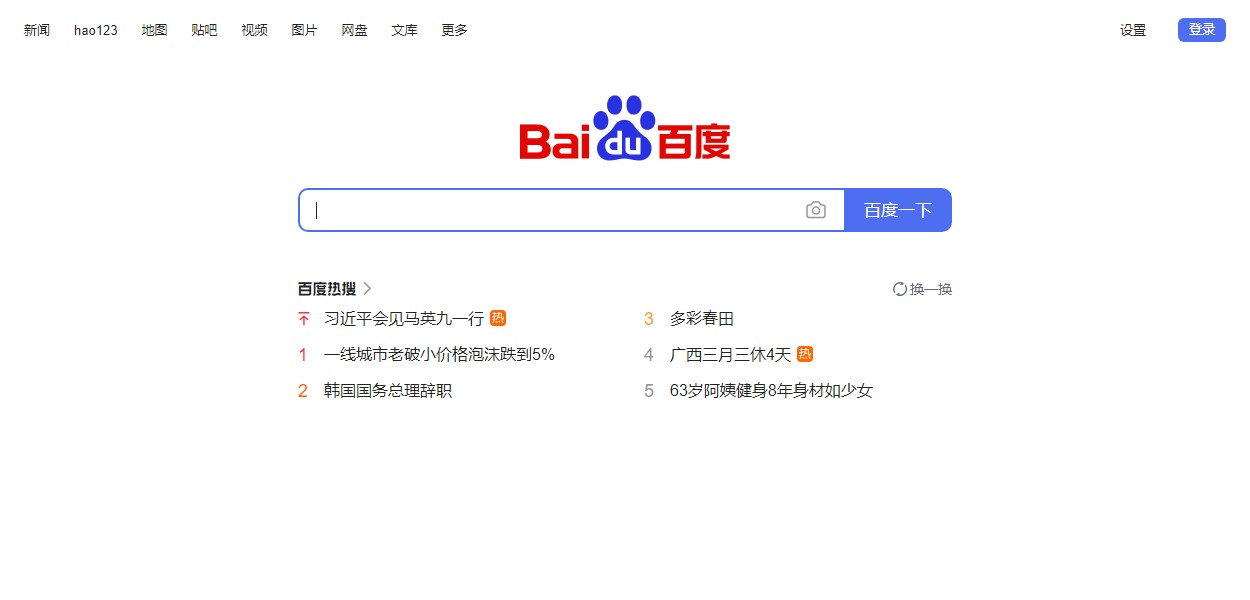 新闻 hao123 地图 贴吧 视频 图片 网盘 文库 更多 设置 登录
Bai du 百度
百度一下
百度热搜 换一换
习近平会见马英九一行 热
1 一线城市老破小价格泡沫跌到5%
2 韩国国务总理辞职
3 多彩春田
4 广西三月三休4天 热
5 63岁阿姨健身8年身材如少女